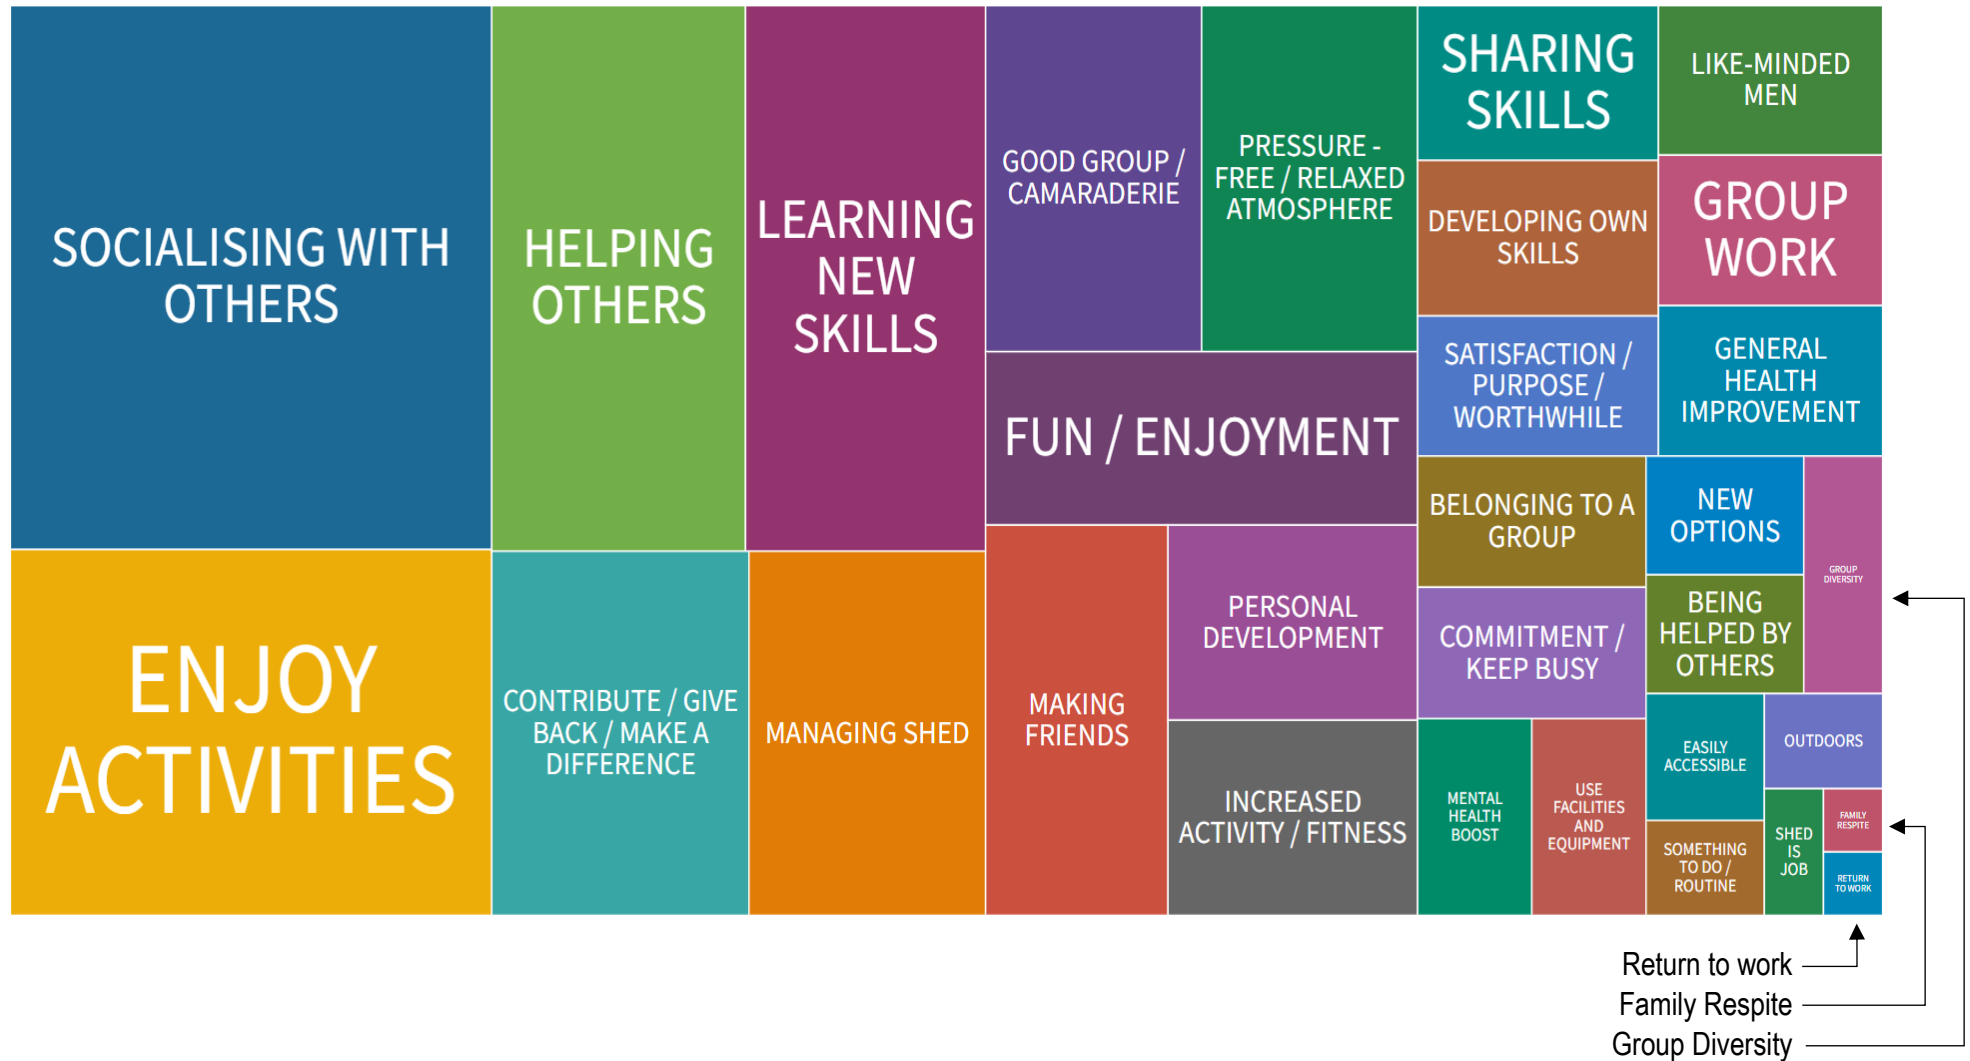 SOCIALISING WITH
OTHERS
ENJOY
ACTIVITIES
HELPING
OTHERS
CONTRIBUTE / GIVE
BACK / MAKE A
DIFFERENCE
LEARNING
NEW
SKILLS
MANAGING SHED
GOOD GROUP /
CAMARADERIE
PRESSURE -
FREE / RELAXED
ATMOSPHERE
FUN / ENJOYMENT
MAKING
FRIENDS
PERSONAL
DEVELOPMENT
INCREASED
ACTIVITY / FITNESS
SHARING
SKILLS
LIKE-MINDED
MEN
DEVELOPING OWN
SKILLS
GROUP
WORK
SATISFACTION /
PURPOSE /
WORTHWHILE
GENERAL
HEALTH
IMPROVEMENT
BELONGING TO A
GROUP
NEW
OPTIONS
GROUP
DIVERSITY
COMMITMENT /
KEEP BUSY
BEING
HELPED BY
OTHERS
MENTAL
HEALTH
BOOST
USE
FACILITIES
AND
EQUIPMENT
EASILY
ACCESSIBLE
OUTDOORS
SOMETHING
TO DO /
ROUTINE
SHED
IS
JOB
FAMILY
RESPITE
RETURN
TO WORK
Return to work
Family Respite
Group Diversity